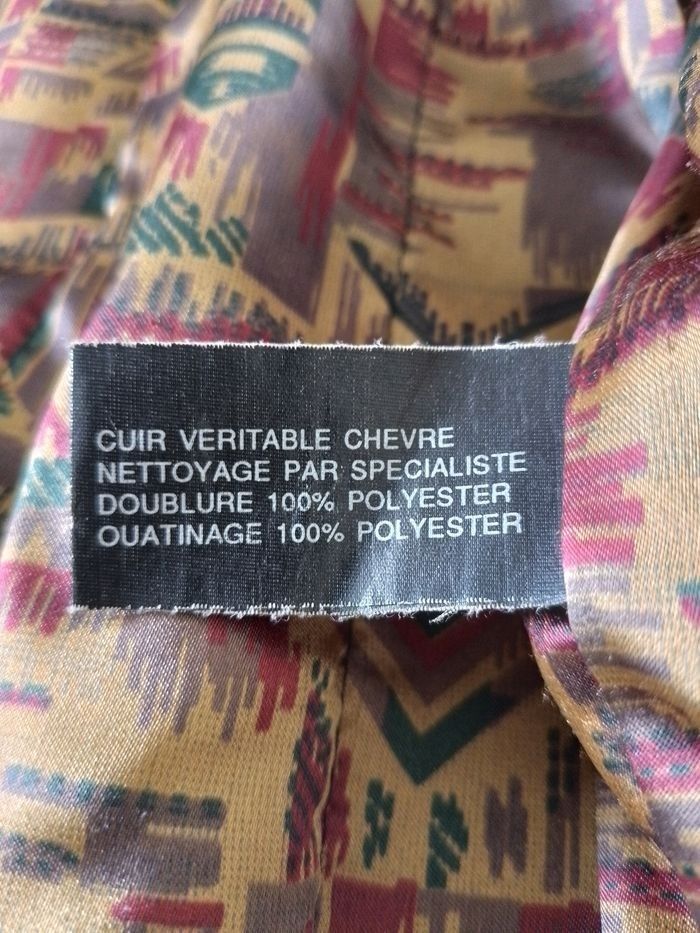 CUIR VERITABLE CHEVRE
NETTOYAGE PAR SPECIALISTE
DOUBLURE 100% POLYESTER
OUATINAGE 100% POLYESTER